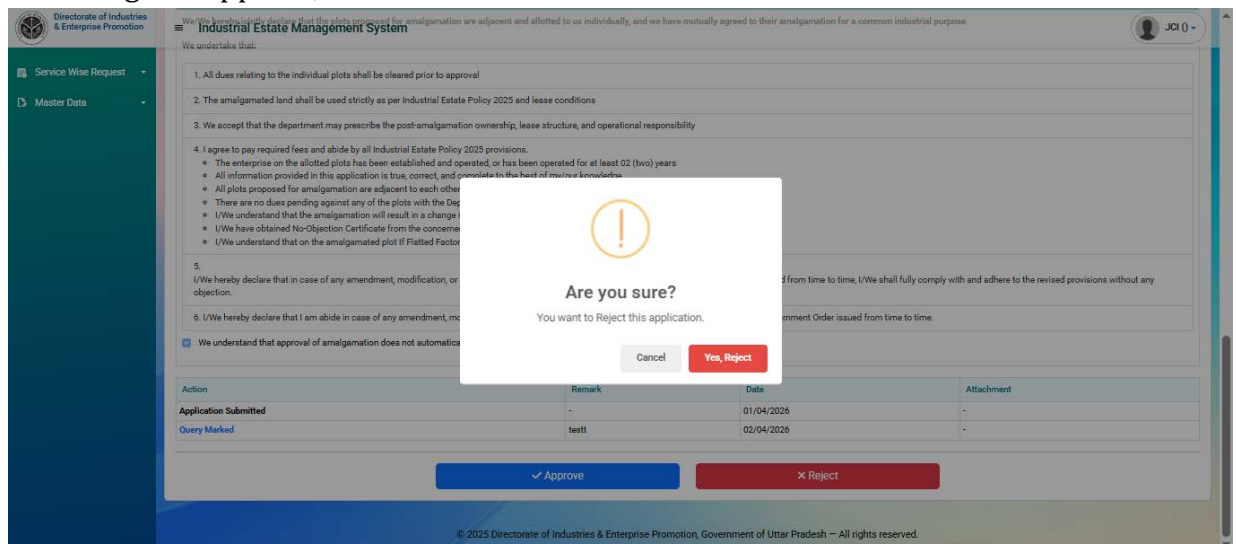 Directorate of Industries
& Enterprise Promotion
Industrial Estate Management System
JCI ()
Service Wise Request
Master Data
We/We hereby jointly declare that the plots proposed for amalgamation are adjacent and allotted to us individually, and we have mutually agreed to their amalgamation for a common industrial purpose
We undertake that:
1. All dues relating to the individual plots shall be cleared prior to approval
2. The amalgamated land shall be used strictly as per Industrial Estate Policy 2025 and lease conditions
3. We accept that the department may prescribe the post-amalgamation ownership, lease structure, and operational responsibility
4. I agree to pay required fees and abide by all Industrial Estate Policy 2025 provisions.
The enterprise on the allotted plots has been established and operated, or has been operated for at least 02 (two) years
All information provided in this application is true, correct, and complete to the best of my/our knowledge
All plots proposed for amalgamation are adjacent to each other
There are no dues pending against any of the plots with the Dep
I/We understand that the amalgamation will result in a change i
I/We have obtained No-Objection Certificate from the concerne
I/We understand that on the amalgamated plot If Flatted Factor
5.
I/We hereby declare that in case of any amendment, modification, or d from time to time, I/We shall fully comply with and adhere to the revised provisions without any
objection.
6. I/We hereby declare that I am abide in case of any amendment, mo ernment Order issued from time to time.
We understand that approval of amalgamation does not automatica
Are you sure?
You want to Reject this application.
Cancel Yes, Reject
Action Remark Date Attachment
Application Submitted - 01/04/2026 -
Query Marked testt 02/04/2026 -
✓ Approve ✕ Reject
© 2025 Directorate of Industries & Enterprise Promotion, Government of Uttar Pradesh — All rights reserved.